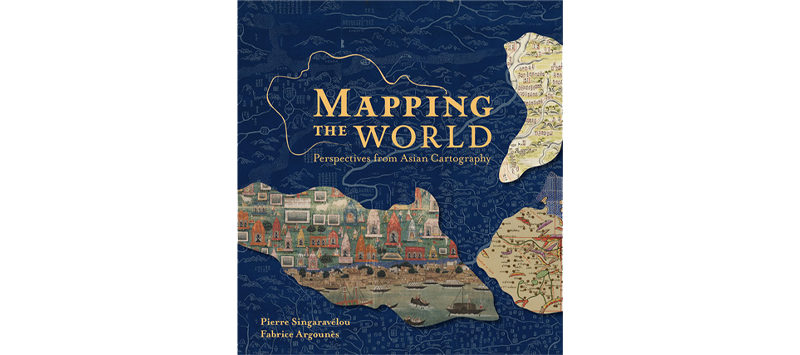 MAPPING
THE WORLD
Perspectives from Asian Cartography
Pierre Singaravélou
Fabrice Argounès